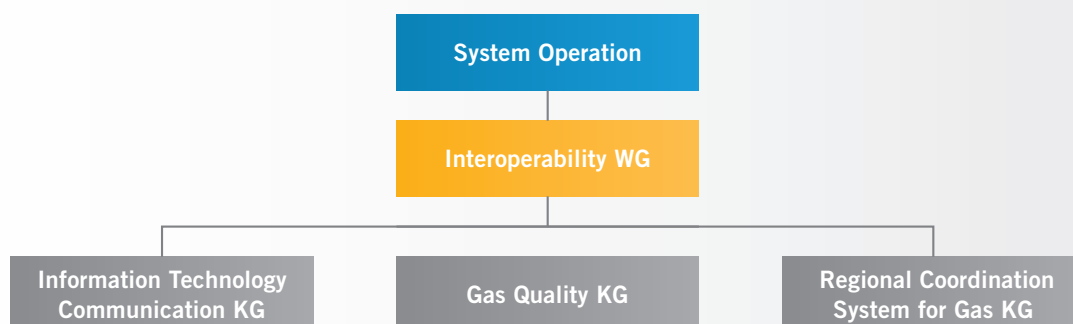 System Operation
Interoperability WG
Information Technology
Communication KG
Gas Quality KG
Regional Coordination
System for Gas KG